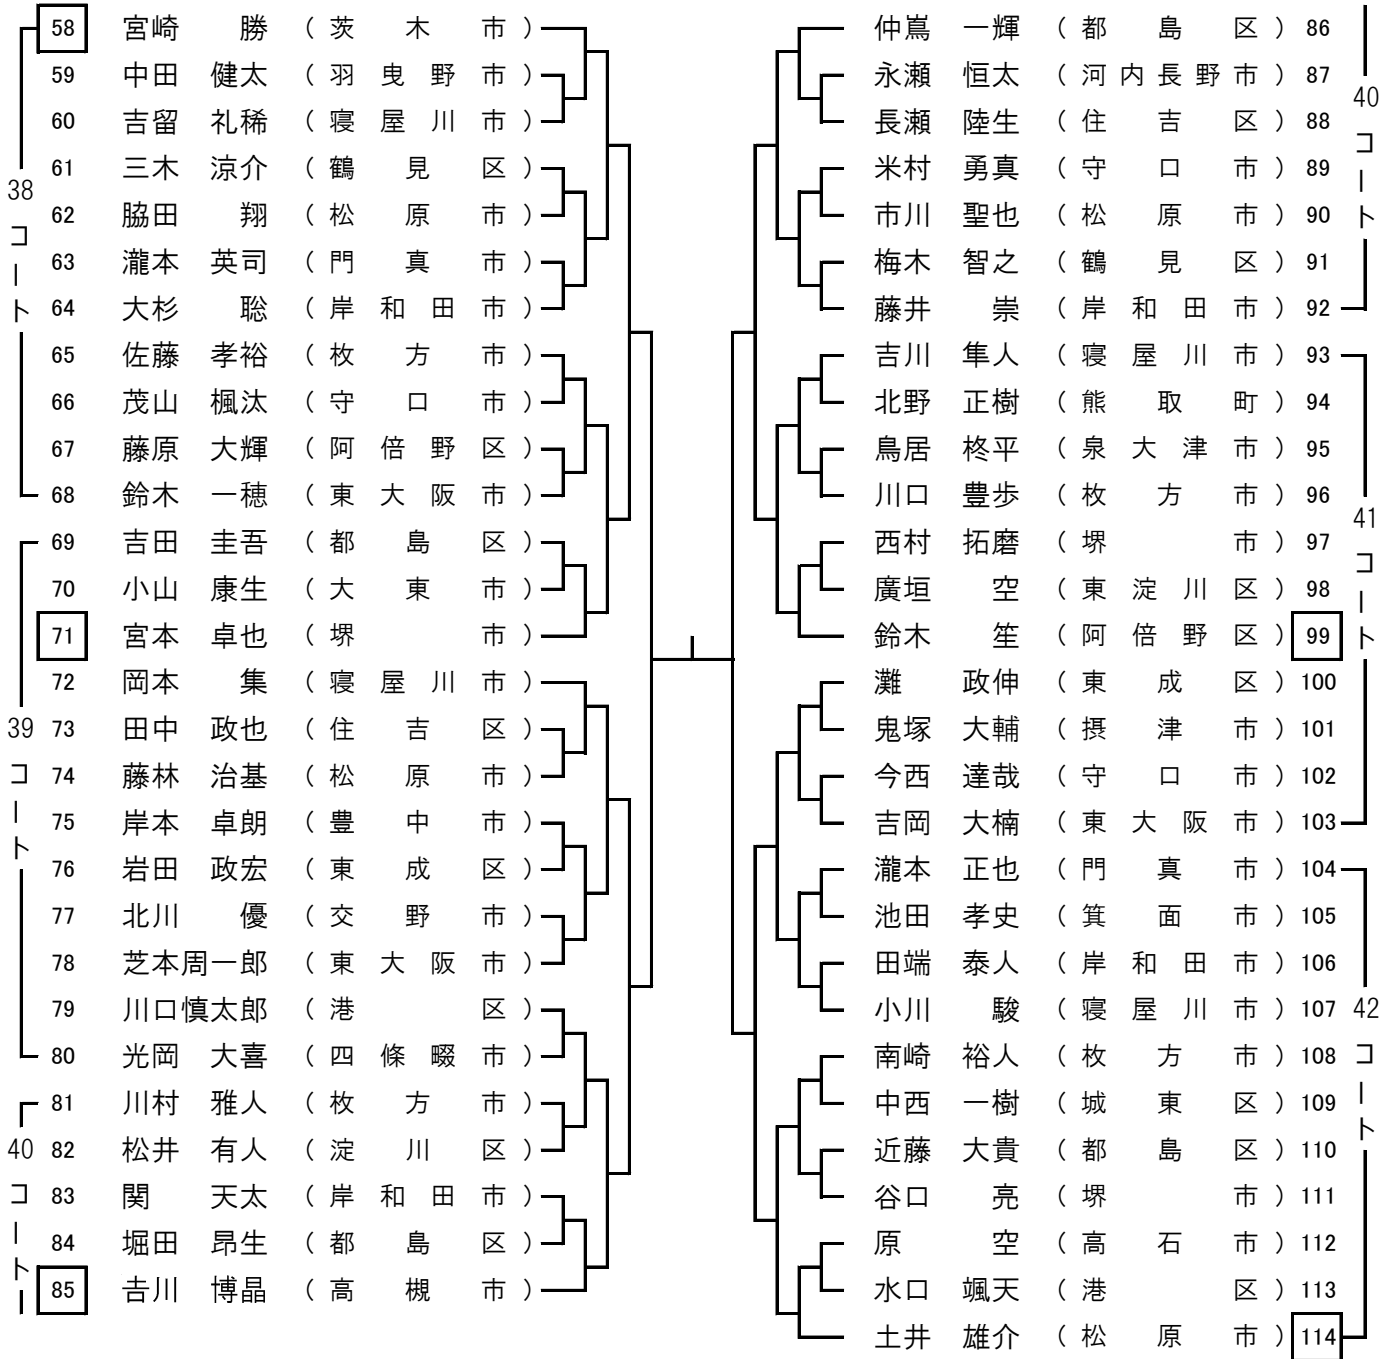 58 宮崎 勝 (茨木市)
59 中田 健太 (羽曳野市)
60 吉留 礼稀 (寝屋川市)
61 三木 涼介 (鶴見区)
62 脇田 翔 (松原市)
63 瀧本 英司 (門真市)
64 大杉 聡 (岸和田市)
65 佐藤 孝裕 (枚方市)
66 茂山 楓汰 (守口市)
67 藤原 大輝 (阿倍野区)
68 鈴木 一穂 (東大阪市)
38コート
69 吉田 圭吾 (都島区)
70 小山 康生 (大東市)
71 宮本 卓也 (堺市)
72 岡本 集 (寝屋川市)
73 田中 政也 (住吉区)
74 藤林 治基 (松原市)
75 岸本 卓朗 (豊中市)
76 岩田 政宏 (東成区)
77 北川 優 (交野市)
78 芝本周一郎 (東大阪市)
79 川口慎太郎 (港区)
80 光岡 大喜 (四條畷市)
39コート
81 川村 雅人 (枚方市)
82 松井 有人 (淀川区)
83 関 天太 (岸和田市)
84 堀田 昂生 (都島区)
85 吉川 博晶 (高槻市)
40コート
仲嶌 一輝 (都島区) 86
永瀬 恒太 (河内長野市) 87
長瀬 陸生 (住吉区) 88
米村 勇真 (守口市) 89
市川 聖也 (松原市) 90
梅木 智之 (鶴見区) 91
藤井 崇 (岸和田市) 92
40コート
吉川 隼人 (寝屋川市) 93
北野 正樹 (熊取町) 94
鳥居 柊平 (泉大津市) 95
川口 豊歩 (枚方市) 96
西村 拓磨 (堺市) 97
廣垣 空 (東淀川区) 98
鈴木 笙 (阿倍野区) 99
灘 政伸 (東成区) 100
鬼塚 大輔 (摂津市) 101
今西 達哉 (守口市) 102
吉岡 大楠 (東大阪市) 103
41コート
瀧本 正也 (門真市) 104
池田 孝史 (箕面市) 105
田端 泰人 (岸和田市) 106
小川 駿 (寝屋川市) 107
南崎 裕人 (枚方市) 108
中西 一樹 (城東区) 109
近藤 大貴 (都島区) 110
谷口 亮 (堺市) 111
原 空 (高石市) 112
水口 颯天 (港区) 113
土井 雄介 (松原市) 114
42コート